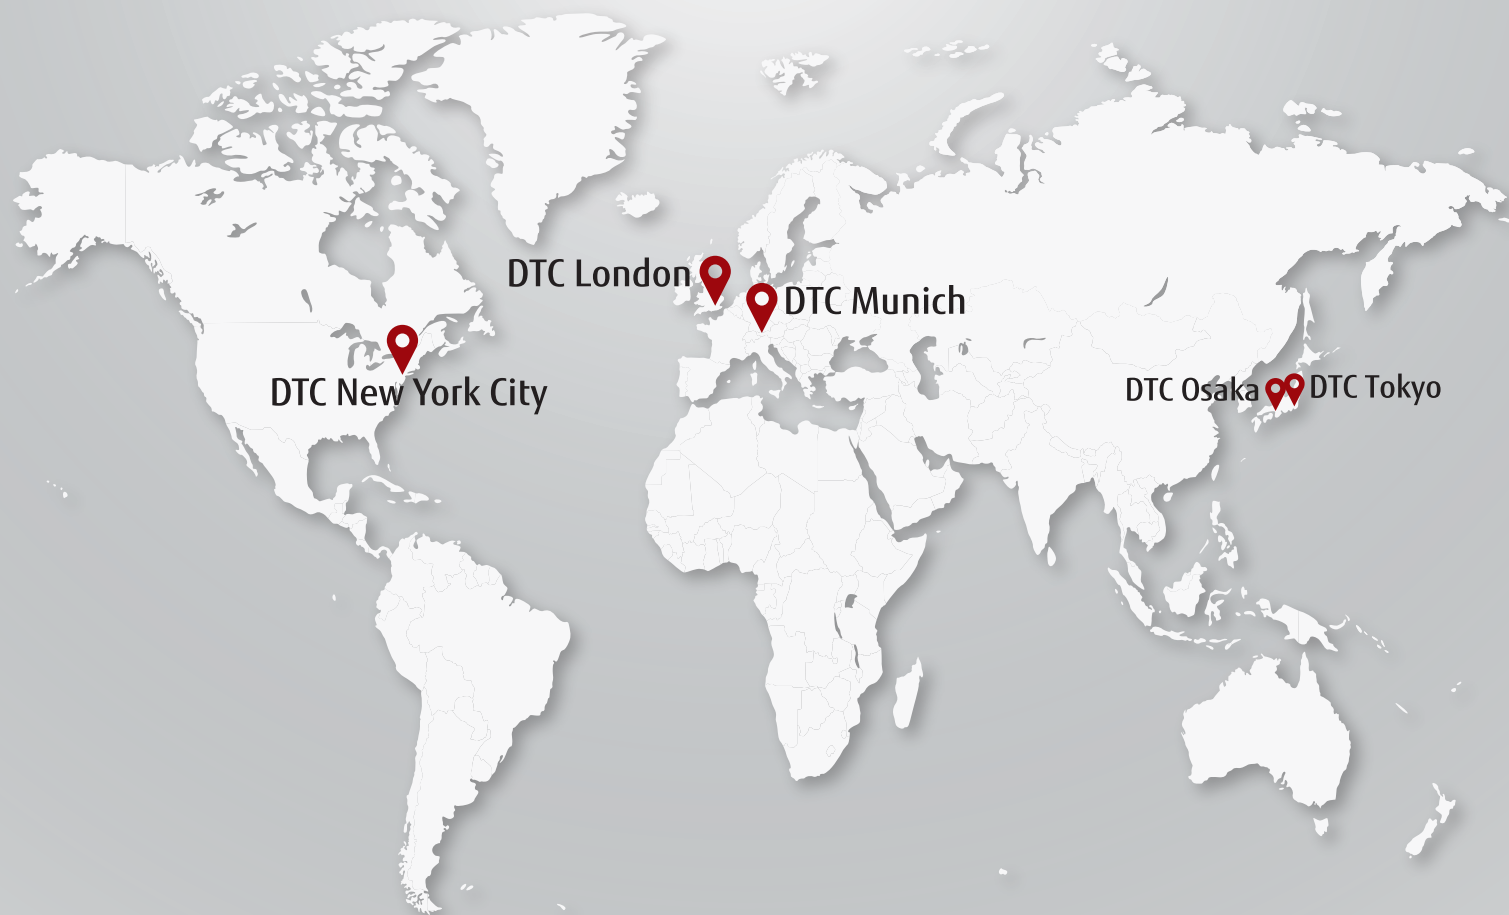 DTC London
DTC Munich
DTC New York City
DTC Osaka
DTC Tokyo